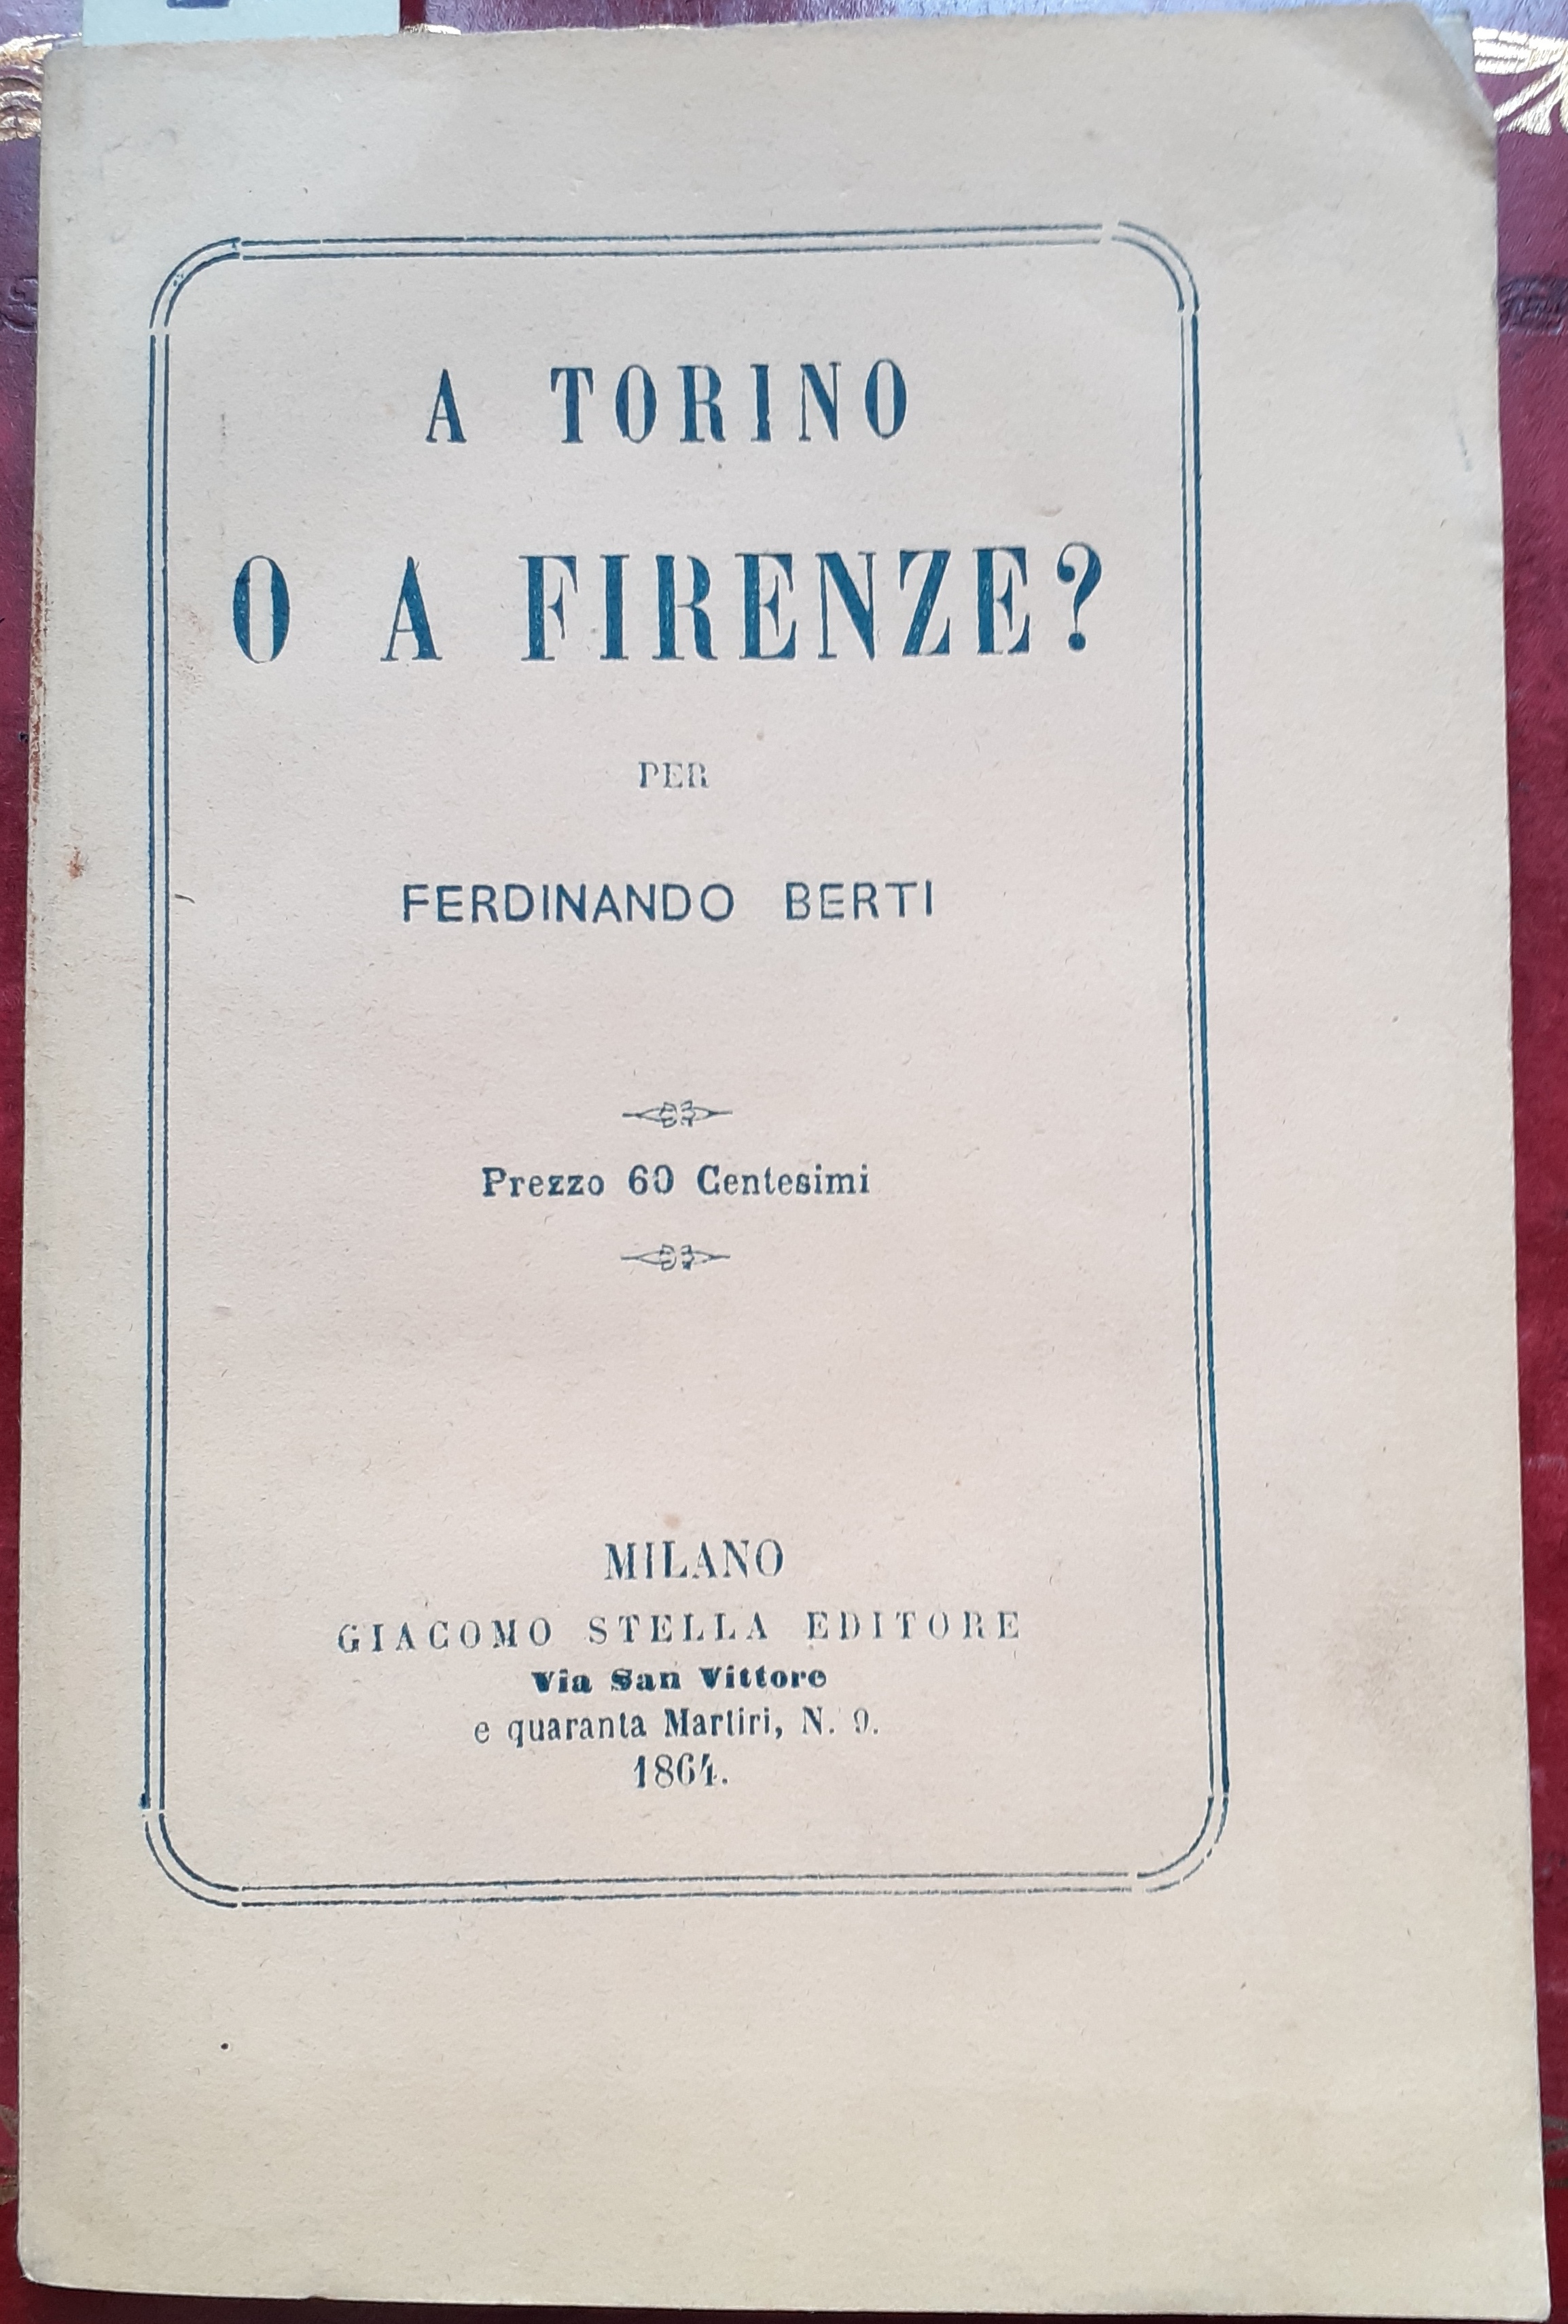 A TORINO
O A FIRENZE?
PER
FERDINANDO BERTI
Prezzo 60 Centesimi
MILANO
GIACOMO STELLA EDITORE
Via San Vittore
e quaranta Martiri, N. 9.
1864.